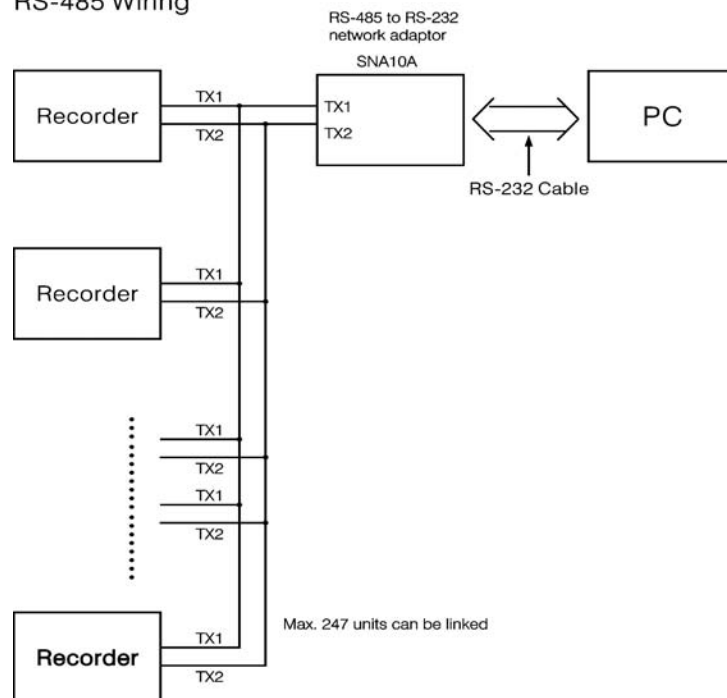 RS-485 Wiring
RS-485 to RS-232
network adaptor
SNA10A
Recorder
TX1
TX2
TX1
TX2
PC
RS-232 Cable
Recorder
TX1
TX2
TX1
TX2
TX1
TX2
Max. 247 units can be linked
Recorder
TX1
TX2